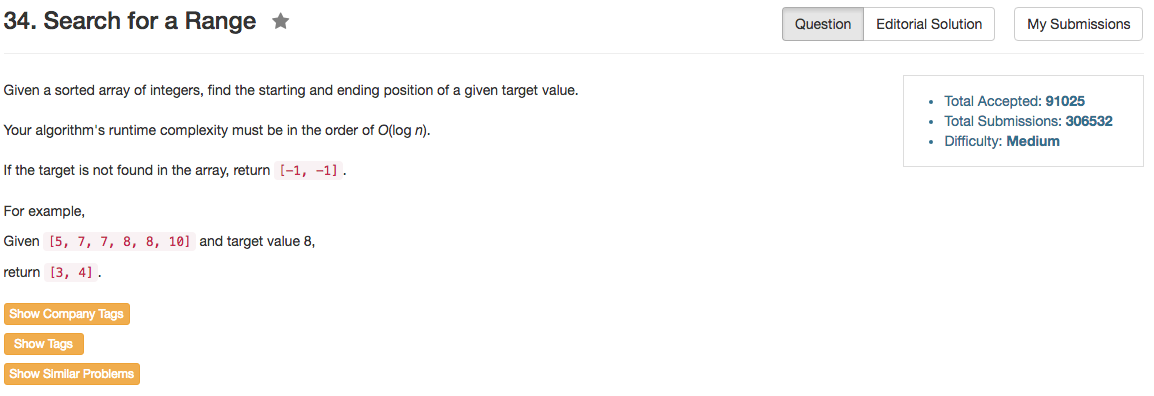 34. Search for a Range
Question Editorial Solution My Submissions
Given a sorted array of integers, find the starting and ending position of a given target value.
Your algorithm's runtime complexity must be in the order of O(log n).
If the target is not found in the array, return [-1, -1].
For example,
Given [5, 7, 7, 8, 8, 10] and target value 8,
return [3, 4].
Show Company Tags
Show Tags
Show Similar Problems
• Total Accepted: 91025
• Total Submissions: 306532
• Difficulty: Medium